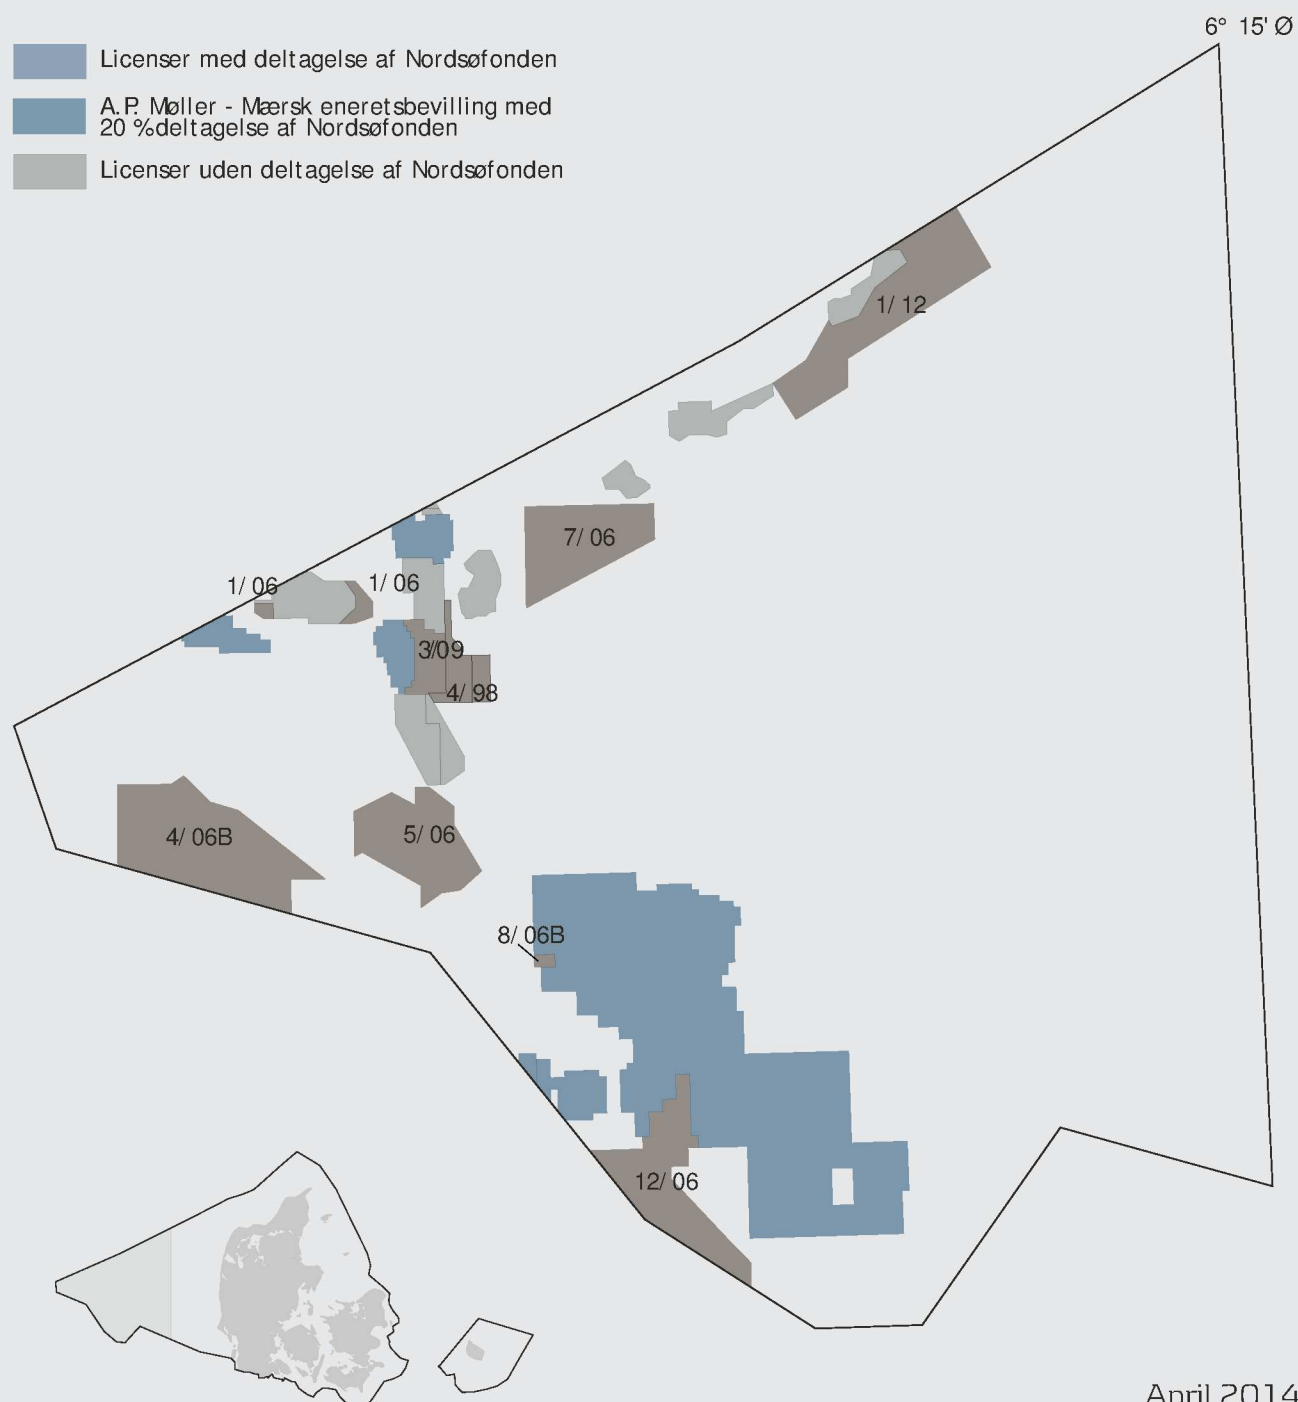 6° 15' Ø
Licenser med deltagelse af Nordsøfonden
A.P. Møller - Mærsk eneretsbevilling med
20 %deltagelse af Nordsøfonden
Licenser uden deltagelse af Nordsøfonden
1/ 12
7/ 06
1/ 06
1/ 06
3/09
4/ 98
4/ 06B
5/ 06
8/ 06B
12/ 06
April 2014